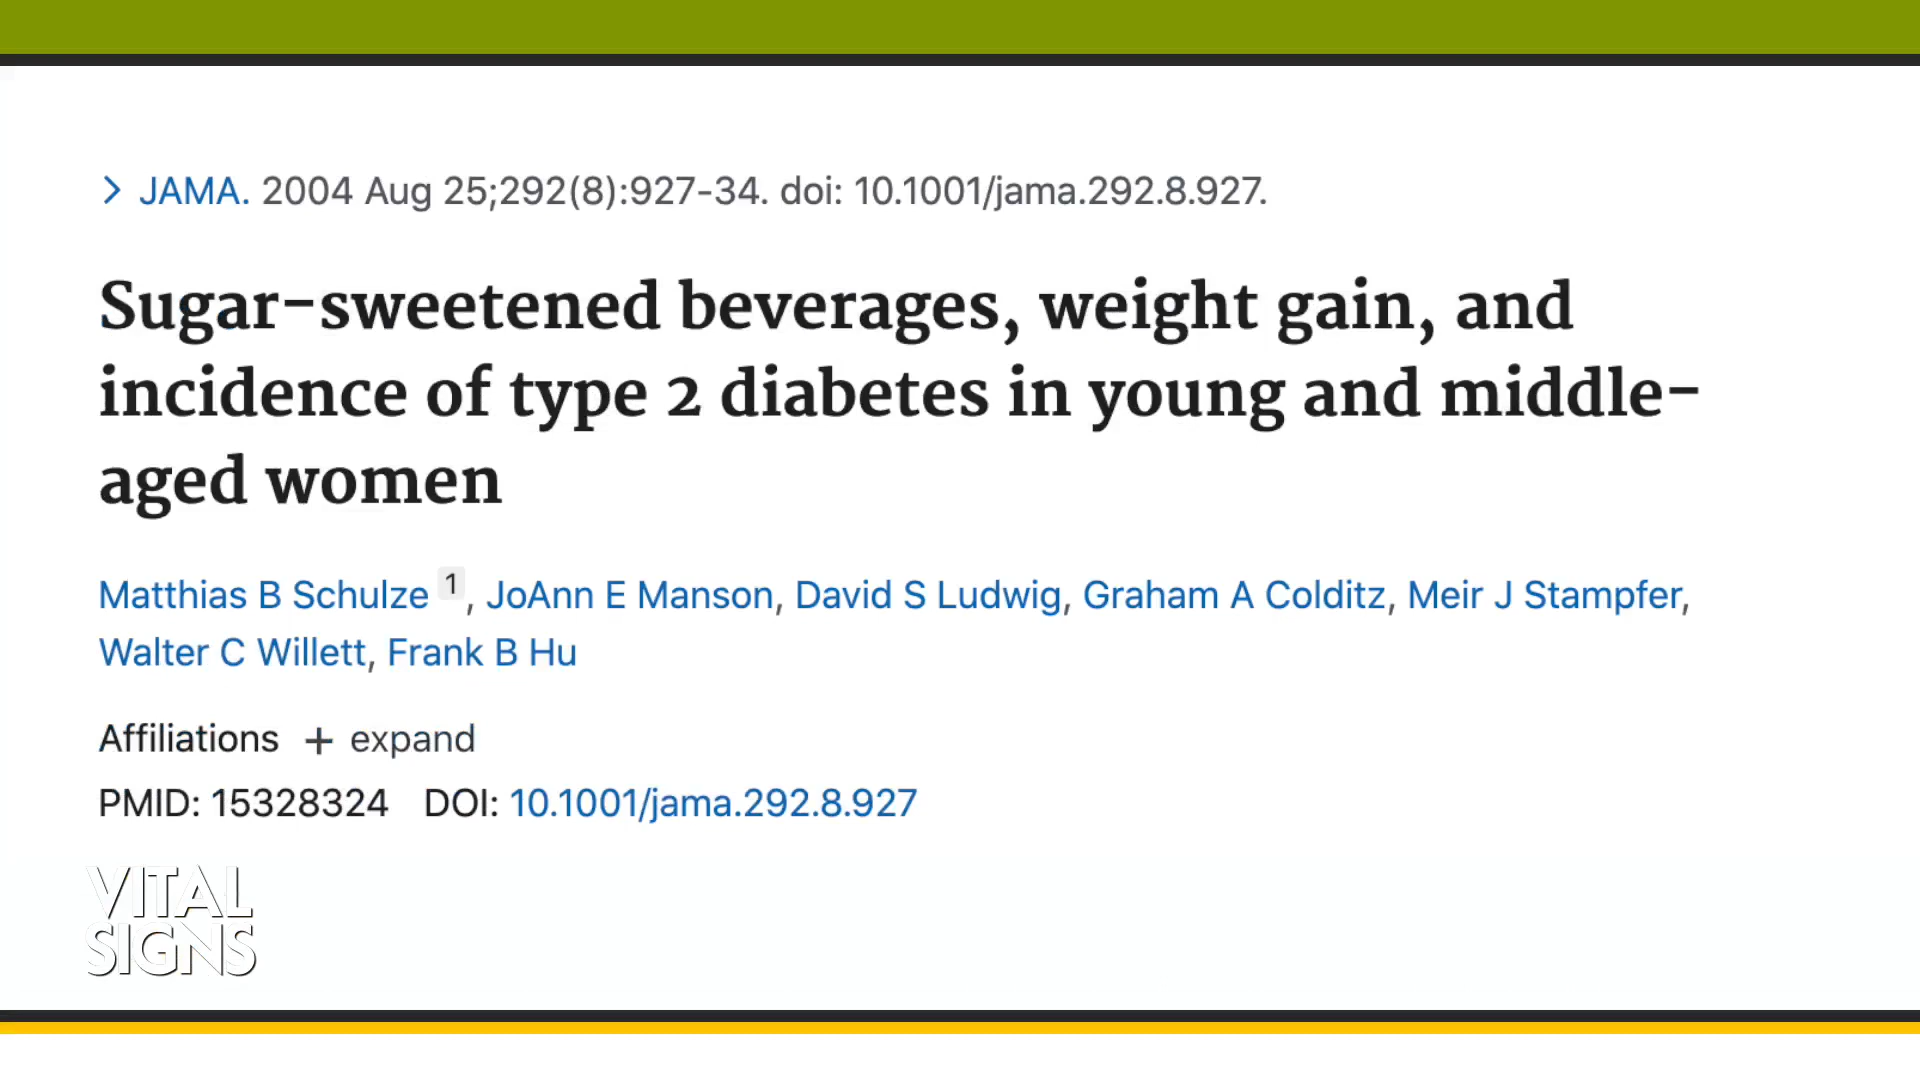 > JAMA. 2004 Aug 25;292(8):927-34. doi: 10.1001/jama.292.8.927.
Sugar-sweetened beverages, weight gain, and
incidence of type 2 diabetes in young and middle-
aged women
Matthias B Schulze 1, JoAnn E Manson, David S Ludwig, Graham A Colditz, Meir J Stampfer,
Walter C Willett, Frank B Hu
Affiliations + expand
PMID: 15328324 DOI: 10.1001/jama.292.8.927
VITAL
SIGNS